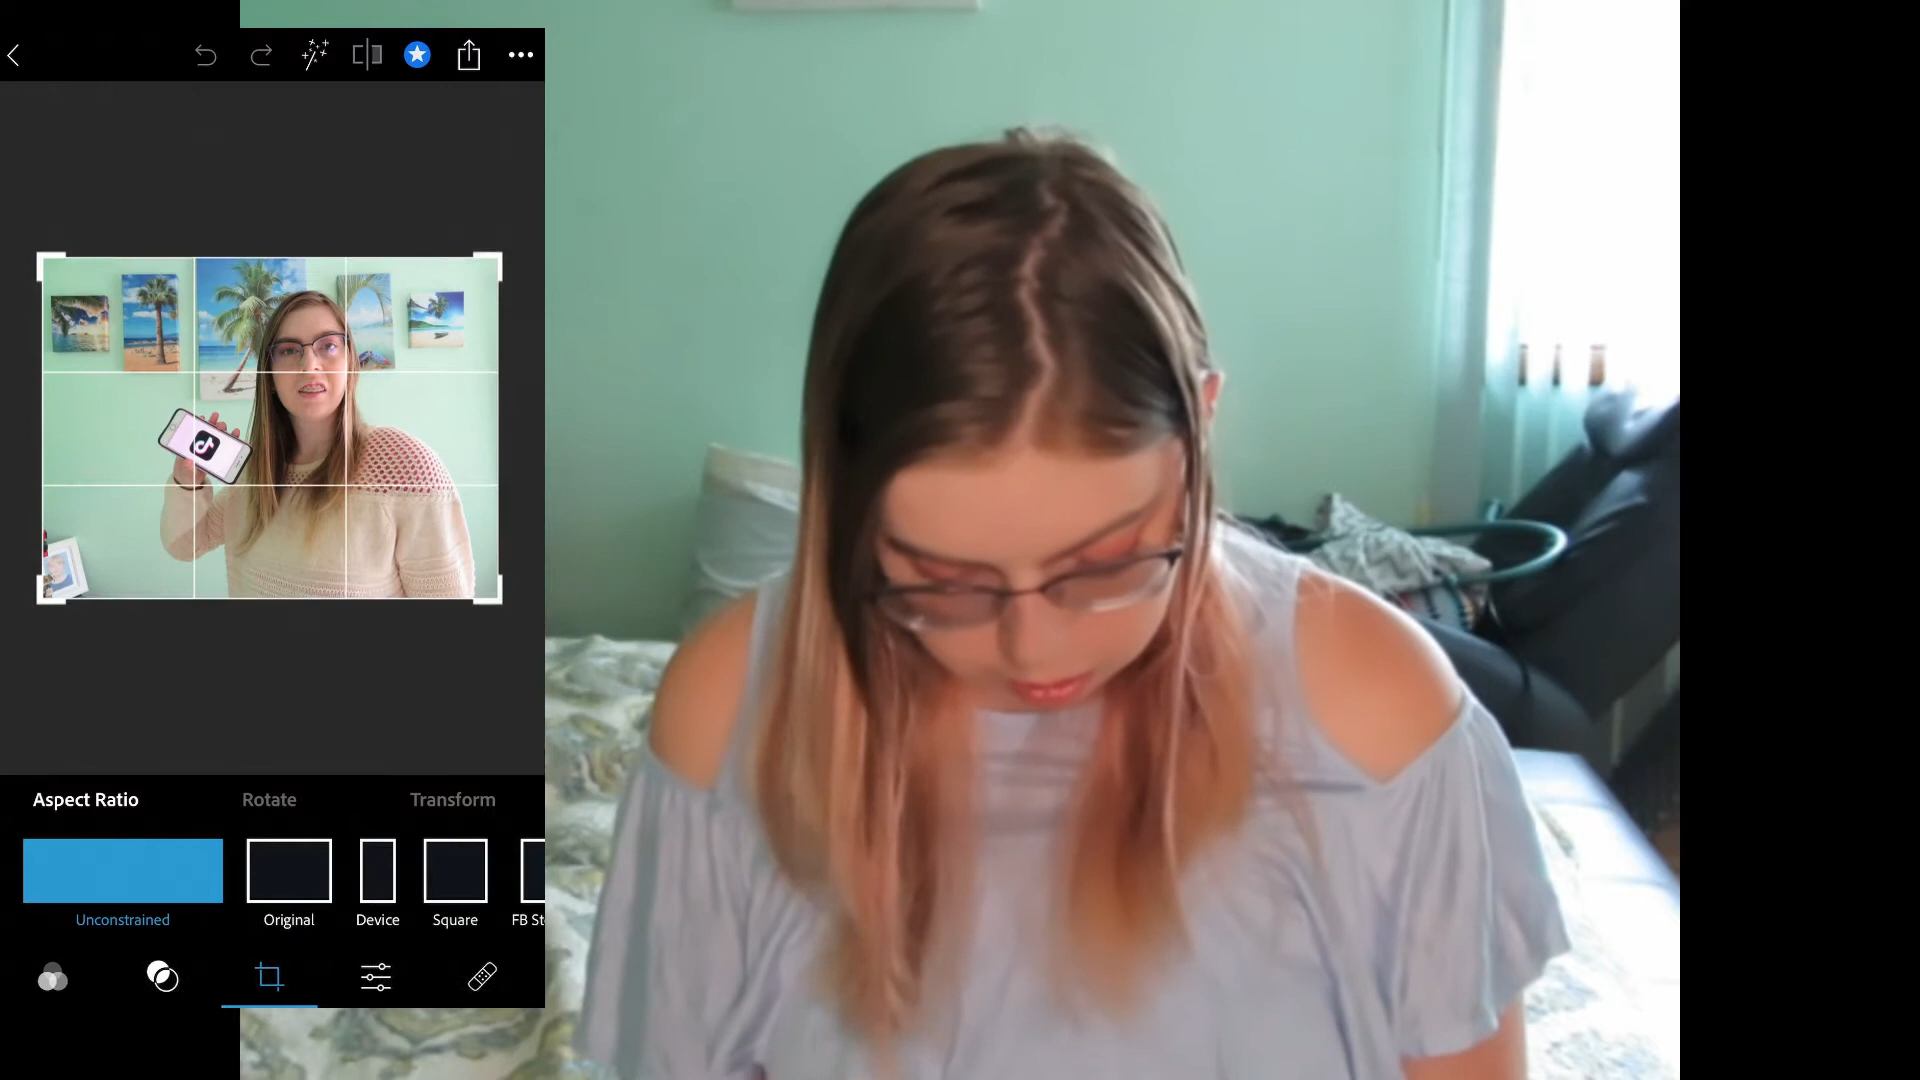 Aspect Ratio Rotate Transform
Unconstrained Original Device Square FB St